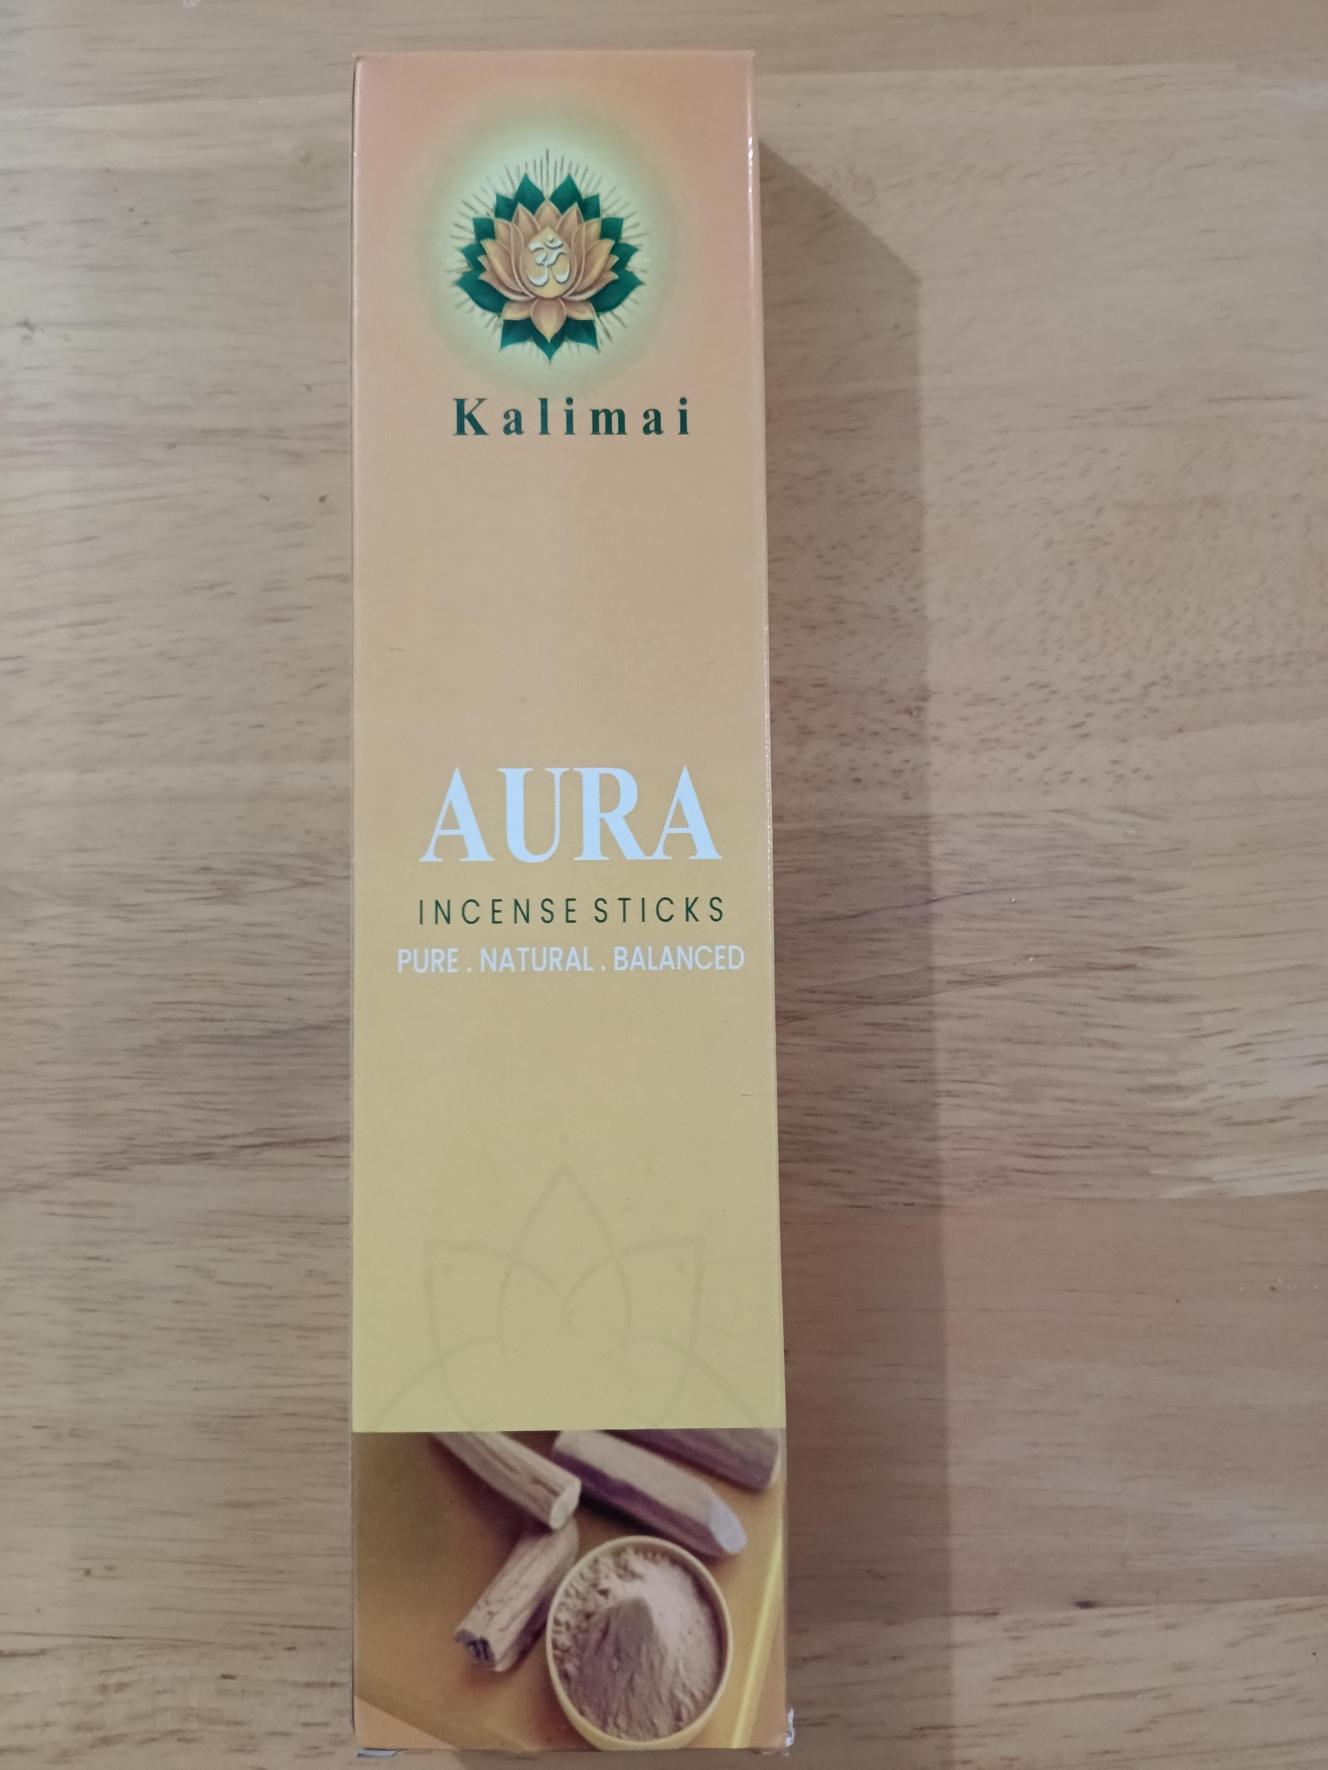 ॐ
Kalimai
AURA
INCENSE STICKS
PURE . NATURAL . BALANCED